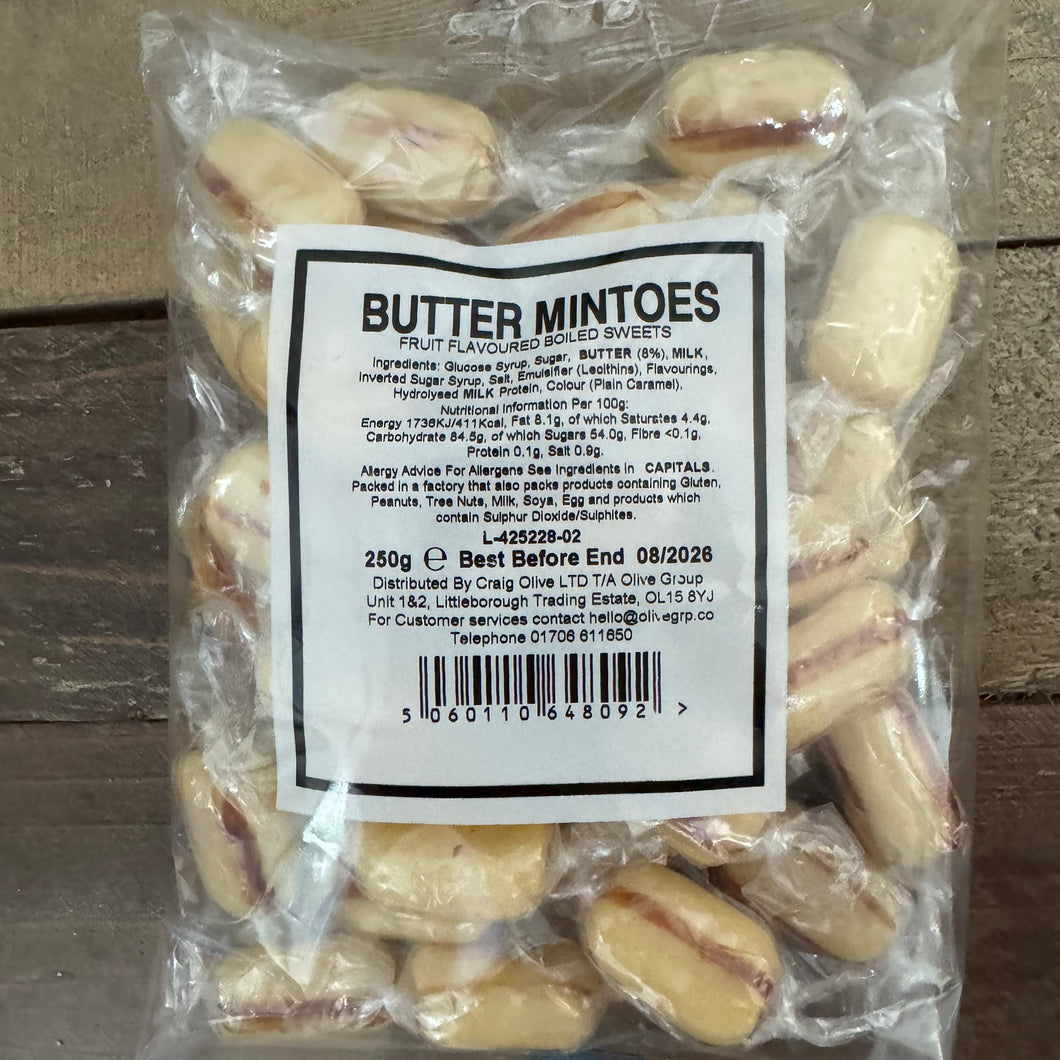 BUTTER MINTOES
FRUIT FLAVOURED BOILED SWEETS
Ingredients: Glucose Syrup, Sugar, BUTTER (8%), MILK,
Inverted Sugar Syrup, Salt, Emulsifier (Lecithins), Flavourings,
Hydrolysed MILK Protein, Colour (Plain Caramel).
Nutritional Information Per 100g:
Energy 1736KJ/411Kcal, Fat 8.1g, of which Saturates 4.4g,
Carbohydrate 84.5g, of which Sugars 54.0g, Fibre <0.1g,
Protein 0.1g, Salt 0.9g.
Allergy Advice For Allergens See Ingredients in CAPITALS.
Packed in a factory that also packs products containing Gluten,
Peanuts, Tree Nuts, Milk, Soya, Egg and products which
contain Sulphur Dioxide/Sulphites.
L-425228-02
250g ℮ Best Before End 08/2026
Distributed By Craig Olive LTD T/A Olive Group
Unit 1&2, Littleborough Trading Estate, OL15 8YJ
For Customer services contact hello@olivegrp.co
Telephone 01706 611650
5 060110 648092 >